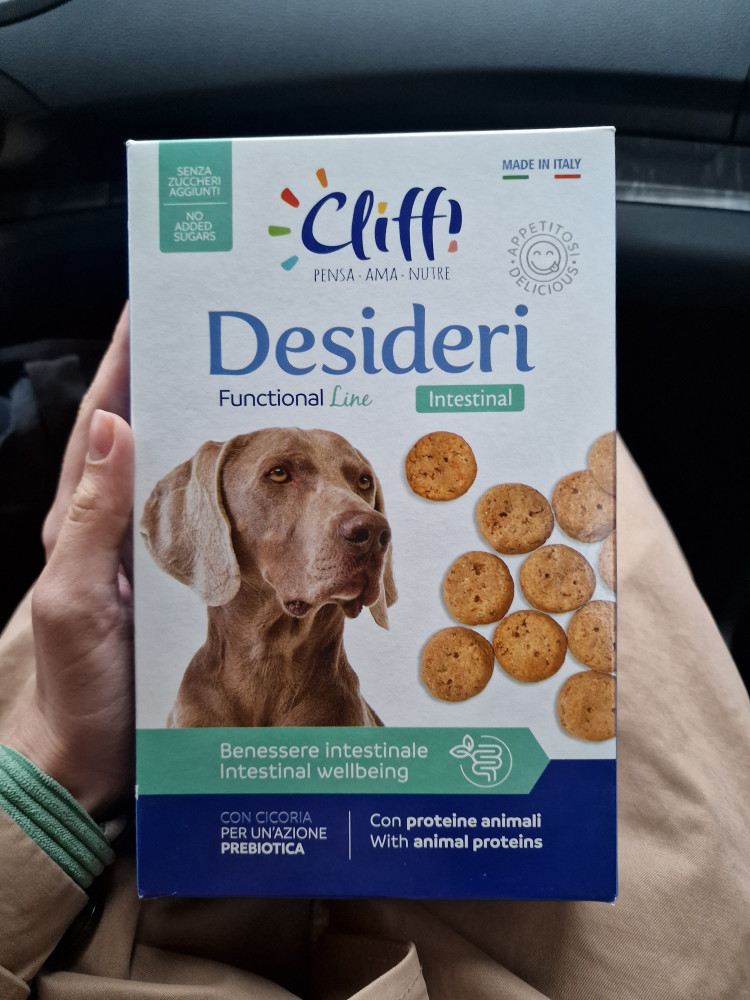 SENZA
ZUCCHERI
AGGIUNTI
NO
ADDED
SUGARS
Cliff!
PENSA · AMA · NUTRE
MADE IN ITALY
· APPETITOSI · DELICIOUS
Desideri
Functional Line
Intestinal
Benessere intestinale
Intestinal wellbeing
CON CICORIA
PER UN'AZIONE
PREBIOTICA
Con proteine animali
With animal proteins